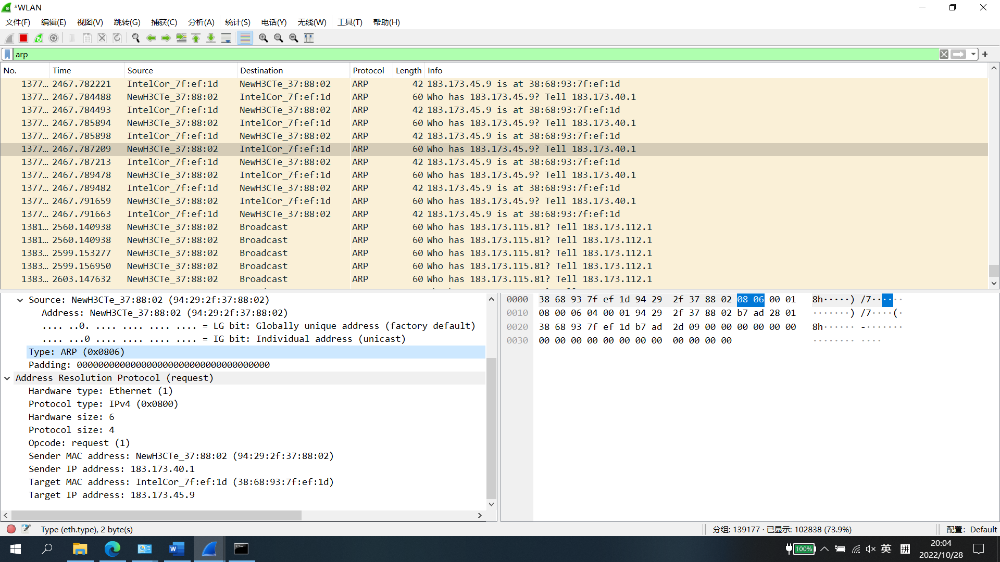 *WLAN
文件(F) 编辑(E) 视图(V) 跳转(G) 捕获(C) 分析(A) 统计(S) 电话(Y) 无线(W) 工具(T) 帮助(H)
arp
No. Time Source Destination Protocol Length Info
1377… 2467.782221 IntelCor_7f:ef:1d NewH3CTe_37:88:02 ARP 42 183.173.45.9 is at 38:68:93:7f:ef:1d
1377… 2467.784488 NewH3CTe_37:88:02 IntelCor_7f:ef:1d ARP 60 Who has 183.173.45.9? Tell 183.173.40.1
1377… 2467.784493 IntelCor_7f:ef:1d NewH3CTe_37:88:02 ARP 42 183.173.45.9 is at 38:68:93:7f:ef:1d
1377… 2467.785894 NewH3CTe_37:88:02 IntelCor_7f:ef:1d ARP 60 Who has 183.173.45.9? Tell 183.173.40.1
1377… 2467.785898 IntelCor_7f:ef:1d NewH3CTe_37:88:02 ARP 42 183.173.45.9 is at 38:68:93:7f:ef:1d
1377… 2467.787209 NewH3CTe_37:88:02 IntelCor_7f:ef:1d ARP 60 Who has 183.173.45.9? Tell 183.173.40.1
1377… 2467.787213 IntelCor_7f:ef:1d NewH3CTe_37:88:02 ARP 42 183.173.45.9 is at 38:68:93:7f:ef:1d
1377… 2467.789478 NewH3CTe_37:88:02 IntelCor_7f:ef:1d ARP 60 Who has 183.173.45.9? Tell 183.173.40.1
1377… 2467.789482 IntelCor_7f:ef:1d NewH3CTe_37:88:02 ARP 42 183.173.45.9 is at 38:68:93:7f:ef:1d
1377… 2467.791659 NewH3CTe_37:88:02 IntelCor_7f:ef:1d ARP 60 Who has 183.173.45.9? Tell 183.173.40.1
1377… 2467.791663 IntelCor_7f:ef:1d NewH3CTe_37:88:02 ARP 42 183.173.45.9 is at 38:68:93:7f:ef:1d
1381… 2560.140938 NewH3CTe_37:88:02 Broadcast ARP 60 Who has 183.173.115.81? Tell 183.173.112.1
1381… 2560.140938 NewH3CTe_37:88:02 Broadcast ARP 60 Who has 183.173.115.81? Tell 183.173.112.1
1383… 2599.153277 NewH3CTe_37:88:02 Broadcast ARP 60 Who has 183.173.115.81? Tell 183.173.112.1
1383… 2599.156950 NewH3CTe_37:88:02 Broadcast ARP 60 Who has 183.173.115.81? Tell 183.173.112.1
1383… 2603.147632 NewH3CTe_37:88:02 Broadcast ARP 60 Who has 183.173.115.81? Tell 183.173.112.1
Source: NewH3CTe_37:88:02 (94:29:2f:37:88:02)
Address: NewH3CTe_37:88:02 (94:29:2f:37:88:02)
.... ..0. .... .... .... .... = LG bit: Globally unique address (factory default)
.... ...0 .... .... .... .... = IG bit: Individual address (unicast)
Type: ARP (0x0806)
Padding: 000000000000000000000000000000000000
Address Resolution Protocol (request)
Hardware type: Ethernet (1)
Protocol type: IPv4 (0x0800)
Hardware size: 6
Protocol size: 4
Opcode: request (1)
Sender MAC address: NewH3CTe_37:88:02 (94:29:2f:37:88:02)
Sender IP address: 183.173.40.1
Target MAC address: IntelCor_7f:ef:1d (38:68:93:7f:ef:1d)
Target IP address: 183.173.45.9
0000 38 68 93 7f ef 1d 94 29 2f 37 88 02 08 06 00 01 8h·····) /7······
0010 08 00 06 04 00 01 94 29 2f 37 88 02 b7 ad 28 01 ·······) /7····(·
0020 38 68 93 7f ef 1d b7 ad 2d 09 00 00 00 00 00 00 8h······ -·······
0030 00 00 00 00 00 00 00 00 00 00 00 00 ········ ····
Type (eth.type), 2 byte(s)
分组: 139177 · 已显示: 102838 (73.9%)
配置: Default
100%
英
拼
20:04
2022/10/28